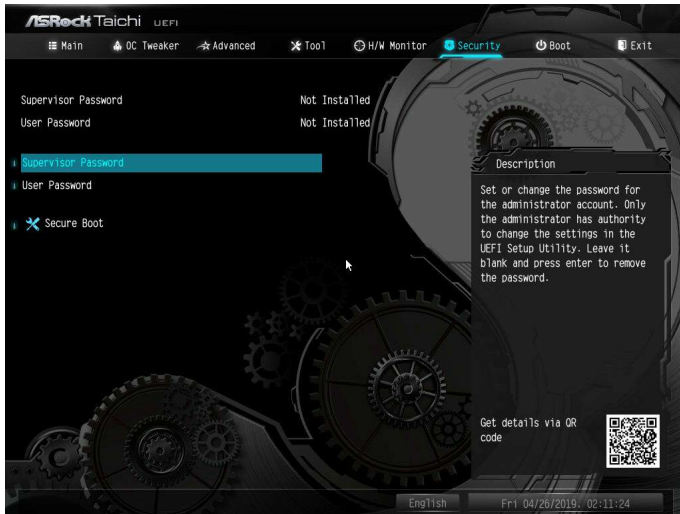 ASRock Taichi UEFI
Main OC Tweaker Advanced Tool H/W Monitor Security Boot Exit
Supervisor Password Not Installed
User Password Not Installed
Supervisor Password
User Password
Secure Boot
Description
Set or change the password for
the administrator account. Only
the administrator has authority
to change the settings in the
UEFI Setup Utility. Leave it
blank and press enter to remove
the password.
Get details via QR
code
English Fri 04/26/2019. 02:11:24